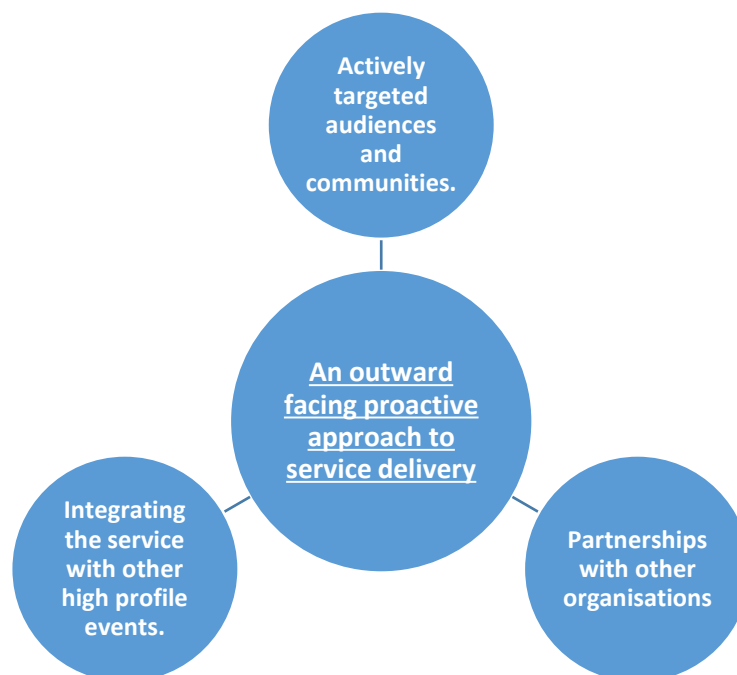 Actively
targeted
audiences
and
communities.
An outward
facing proactive
approach to
service delivery
Integrating
the service
with other
high profile
events.
Partnerships
with other
organisations